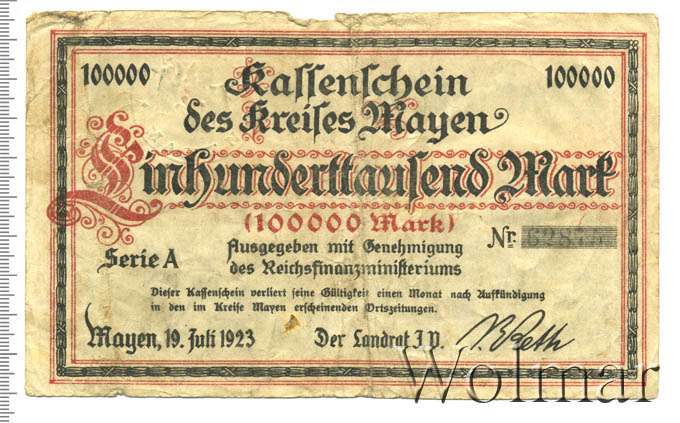 100000 100000
Kassenschein
des Kreises Mayen
Einhunderttausend Mark
(100000 Mark)
Serie A
Ausgegeben mit Genehmigung
des Reichsfinanzministeriums
Nr.
Dieser Kassenschein verliert seine Gültigkeit einen Monat nach Aufkündigung
in den im Kreise Mayen erscheinenden Ortszeitungen.
Mayen, 19. Juli 1923 Der Landrat J.V.
Wolmar